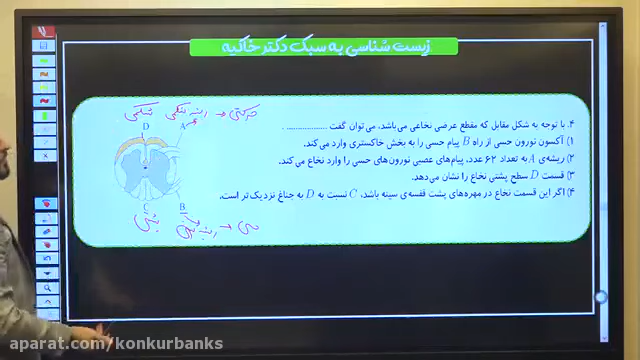 زیست شناسی به سبک دکتر خاکیه
شکمی ریشه شکمی ← حرکتی
D A
۴. با توجه به شکل مقابل که مقطع عرضی نخاعی می‌باشد، می‌توان گفت ................... .
۱) آکسون نورون حسی از راه B پیام حسی را به بخش خاکستری وارد می‌کند.
۲) ریشه‌ی A به تعداد ۶۲ عدد، پیام‌های عصبی نورون‌های حسی را وارد نخاع می‌کند.
۳) قسمت D سطح پشتی نخاع را نشان می‌دهد.
۴) اگر این قسمت نخاع در مهره‌های پشت قفسه‌ی سینه باشد، C نسبت به D به جناغ نزدیک‌تر است.
C B
پشتی ریشه پشتی ← حسی
aparat.com/konkurbanks